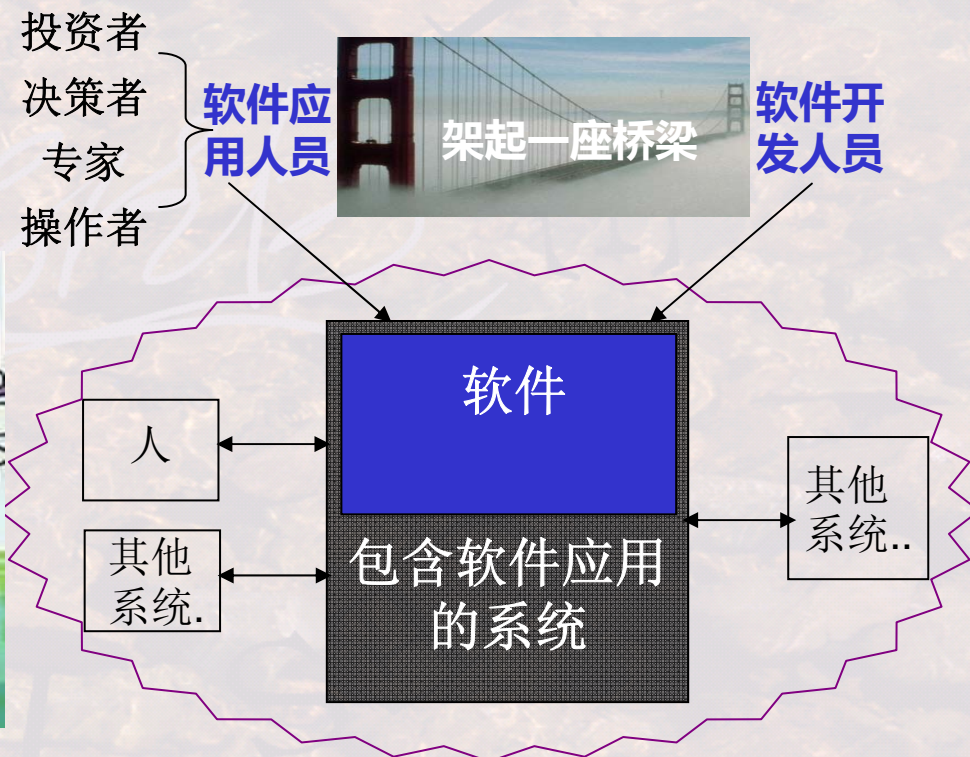 投资者
决策者
专家
操作者
软件应
用人员
架起一座桥梁
软件开
发人员
软件
人
其他
系统.
包含软件应用
的系统
其他
系统..